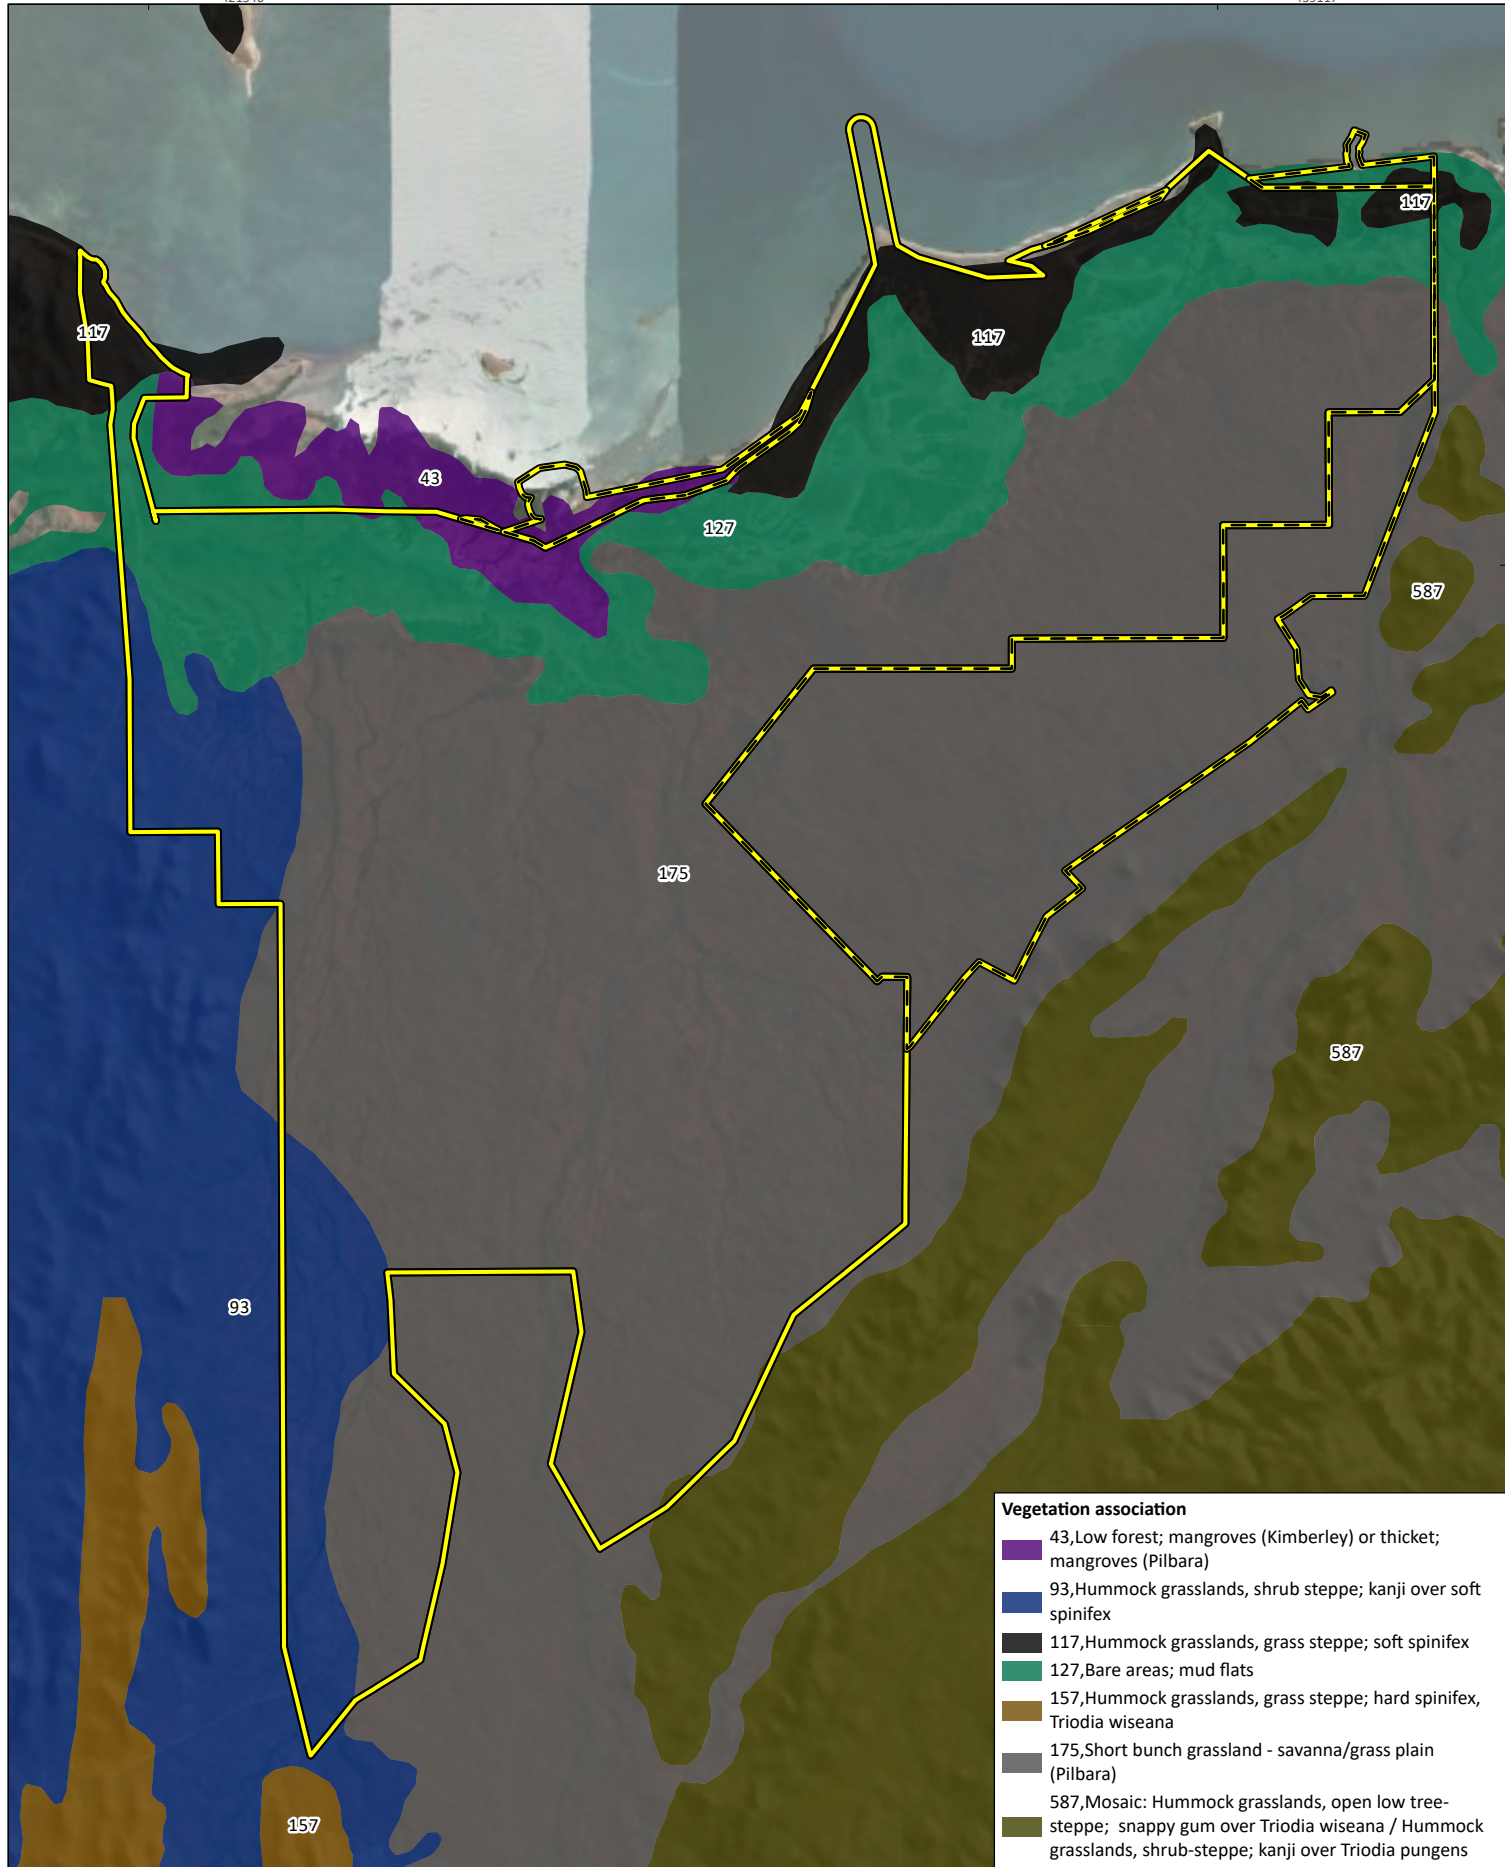 117
117
117
43
127
587
175
587
93
157
Vegetation association
43,Low forest; mangroves (Kimberley) or thicket;
mangroves (Pilbara)
93,Hummock grasslands, shrub steppe; kanji over soft
spinifex
117,Hummock grasslands, grass steppe; soft spinifex
127,Bare areas; mud flats
157,Hummock grasslands, grass steppe; hard spinifex,
Triodia wiseana
175,Short bunch grassland - savanna/grass plain
(Pilbara)
587,Mosaic: Hummock grasslands, open low tree-
steppe; snappy gum over Triodia wiseana / Hummock
grasslands, shrub-steppe; kanji over Triodia pungens